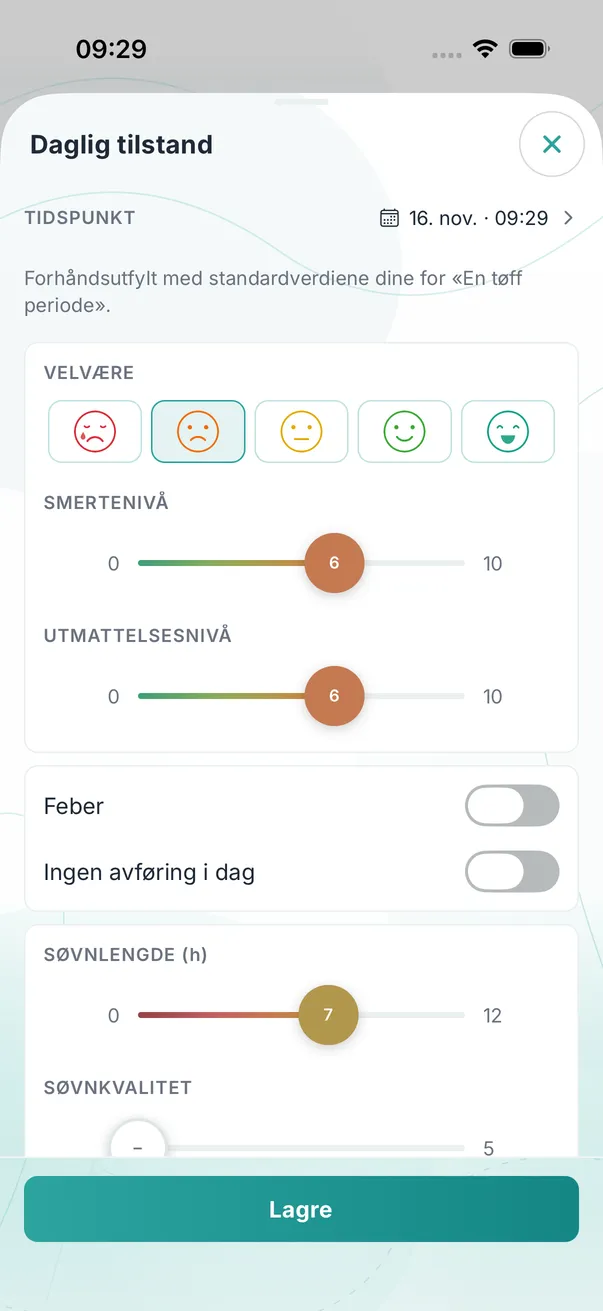 09:29
Daglig tilstand
TIDSPUNKT 16. nov. · 09:29
Forhåndsutfylt med standardverdiene dine for «En tøff
periode».
VELVÆRE
SMERTENIVÅ
0 6 10
UTMATTELSESNIVÅ
0 6 10
Feber
Ingen avføring i dag
SØVNLENGDE (h)
0 7 12
SØVNKVALITET
– 5
Lagre